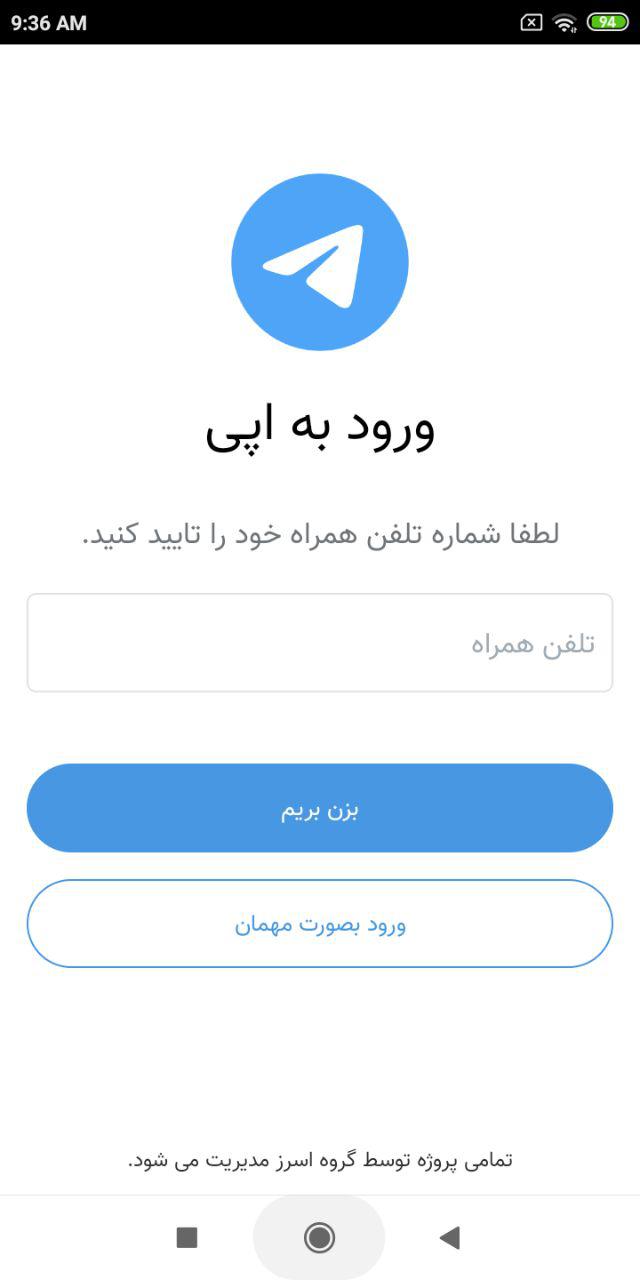 9:36 AM
94
ورود به اپی
لطفا شماره تلفن همراه خود را تایید کنید.
تلفن همراه
بزن بریم
ورود بصورت مهمان
تمامی پروژه توسط گروه اسرز مدیریت می شود.